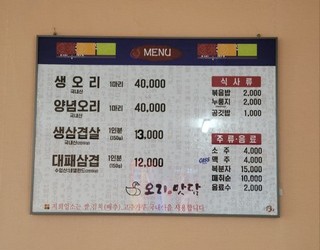 MENU
생 오 리 1마리 40,000
국내산
양념오리 1마리 40,000
국내산
생삼겹살 1인분 13,000
대패삼겹 1인분 12,000
식 사 류
볶음밥 2,000
누룽지 2,000
공깃밥 1,000
주류·음료
소 주 4,000
맥 주 4,000
복분자 15,000
매취순 10,000
음료수 2,000
오리 맛담